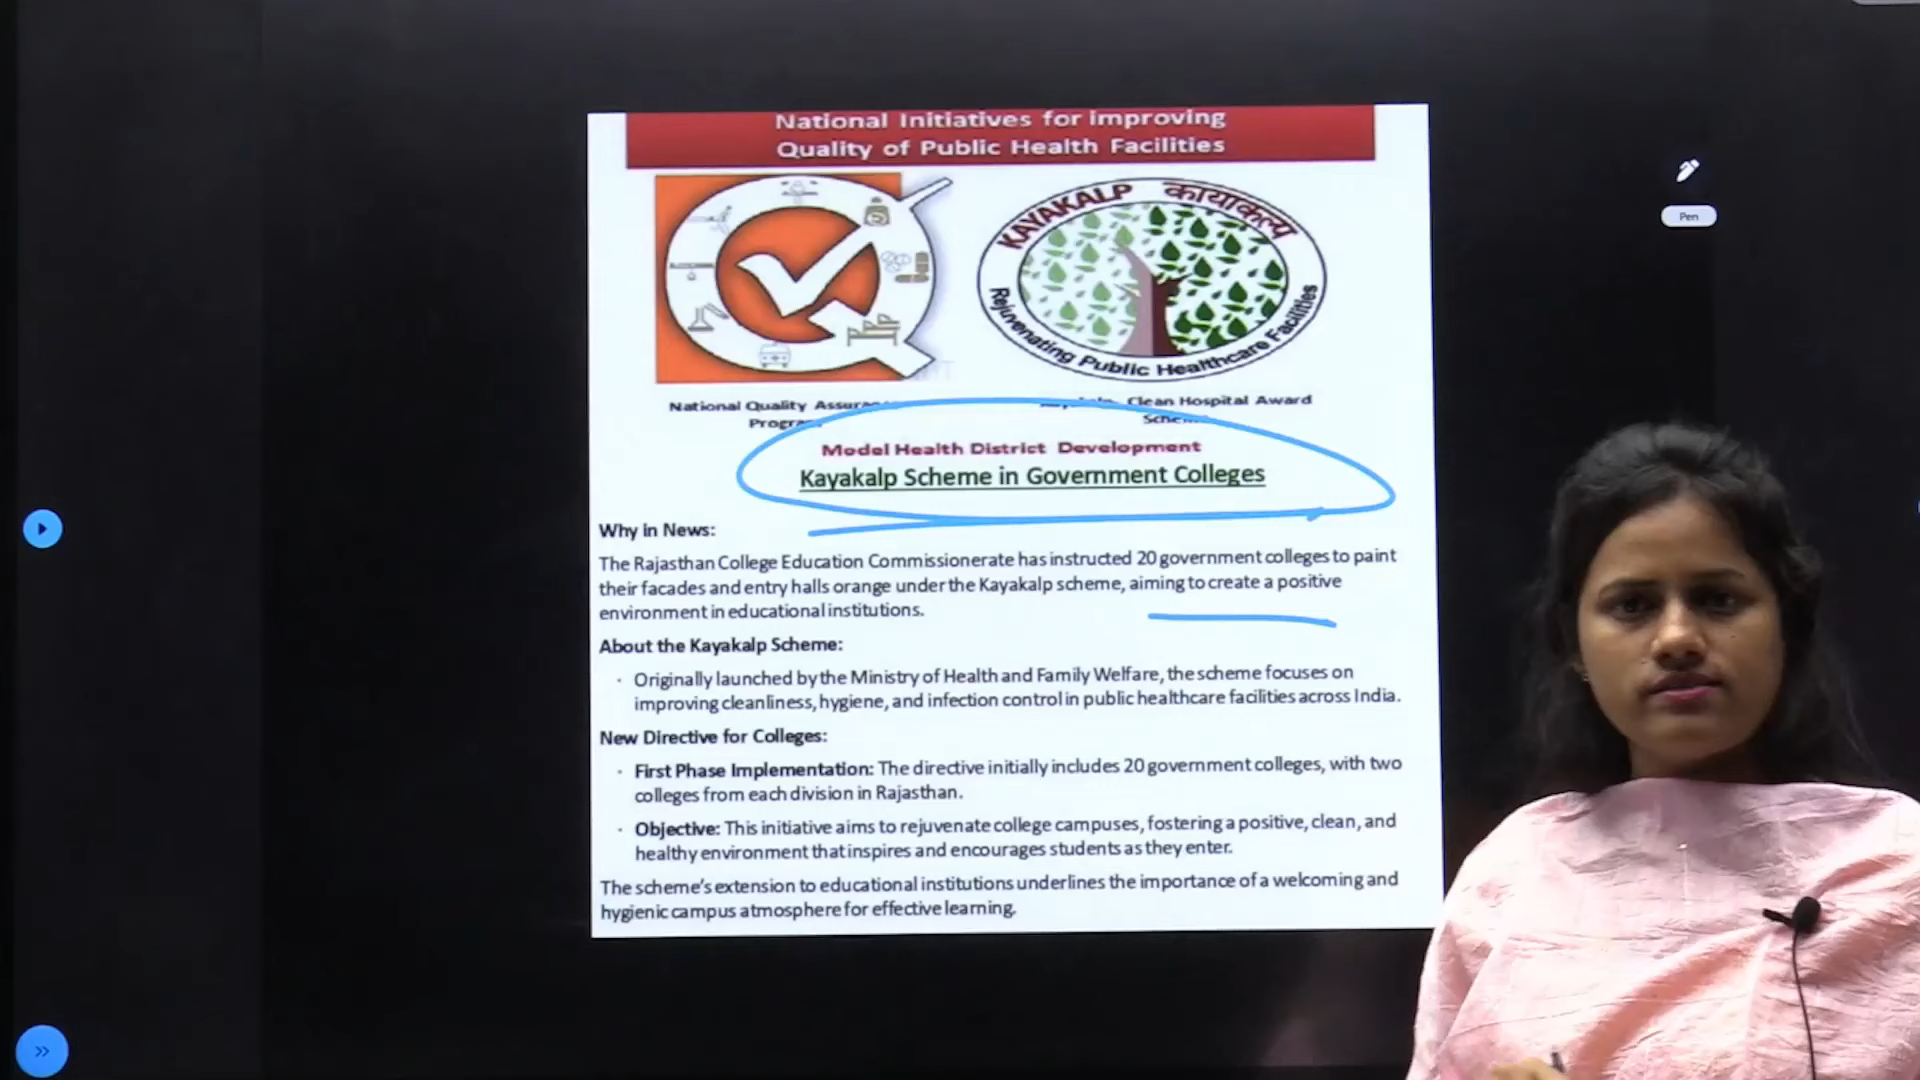 National Initiatives for improving
Quality of Public Health Facilities
KAYAKALP कायाकल्प
Rejuvenating Public Healthcare Facilities
Pen
National Quality
Clean Hospital Award
Model Health District Development
Kayakalp Scheme in Government Colleges
Why in News:
The Rajasthan College Education Commissionerate has instructed 20 government colleges to paint
their facades and entry halls orange under the Kayakalp scheme, aiming to create a positive
environment in educational institutions.
About the Kayakalp Scheme:
· Originally launched by the Ministry of Health and Family Welfare, the scheme focuses on
improving cleanliness, hygiene, and infection control in public healthcare facilities across India.
New Directive for Colleges:
· First Phase Implementation: The directive initially includes 20 government colleges, with two
colleges from each division in Rajasthan.
· Objective: This initiative aims to rejuvenate college campuses, fostering a positive, clean, and
healthy environment that inspires and encourages students as they enter.
The scheme's extension to educational institutions underlines the importance of a welcoming and
hygienic campus atmosphere for effective learning.